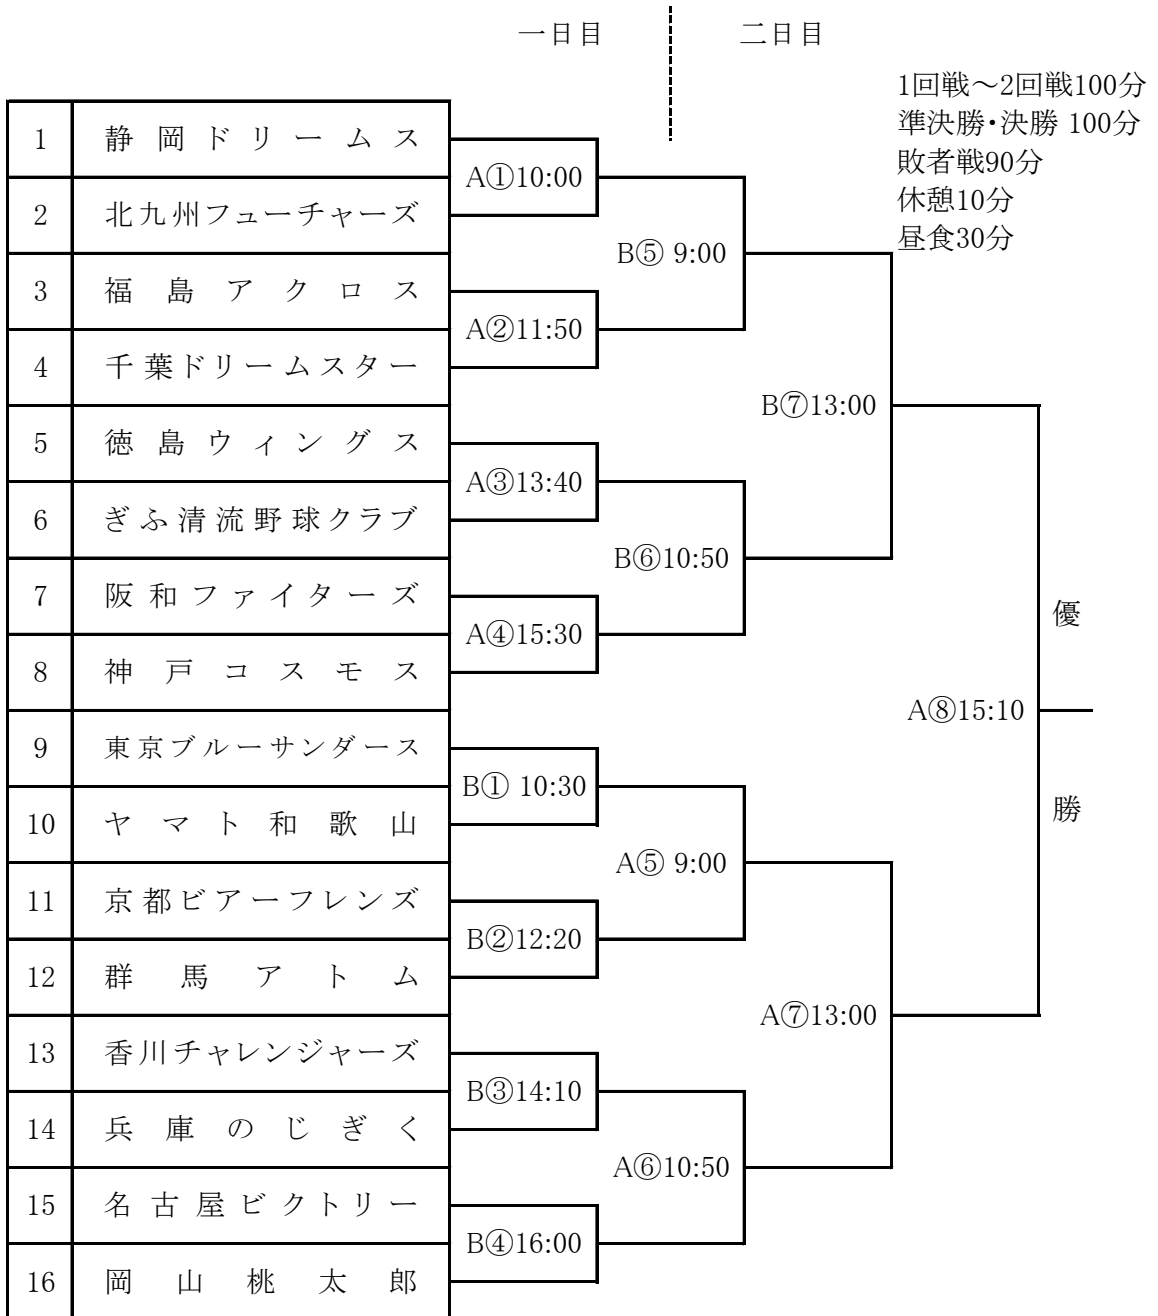 一日目
二日目
1回戦～2回戦100分
準決勝・決勝 100分
敗者戦90分
休憩10分
昼食30分
1 静岡ドリームス
A①10:00
2 北九州フューチャーズ
B⑤ 9:00
3 福島アクロス
A②11:50
4 千葉ドリームスター
B⑦13:00
5 徳島ウィングス
A③13:40
6 ぎふ清流野球クラブ
B⑥10:50
7 阪和ファイターズ
A④15:30
8 神戸コスモス
優
A⑧15:10
勝
9 東京ブルーサンダース
B① 10:30
10 ヤマト和歌山
A⑤ 9:00
11 京都ビアーフレンズ
B②12:20
12 群馬アトム
A⑦13:00
13 香川チャレンジャーズ
B③14:10
14 兵庫のじぎく
A⑥10:50
15 名古屋ビクトリー
B④16:00
16 岡山桃太郎